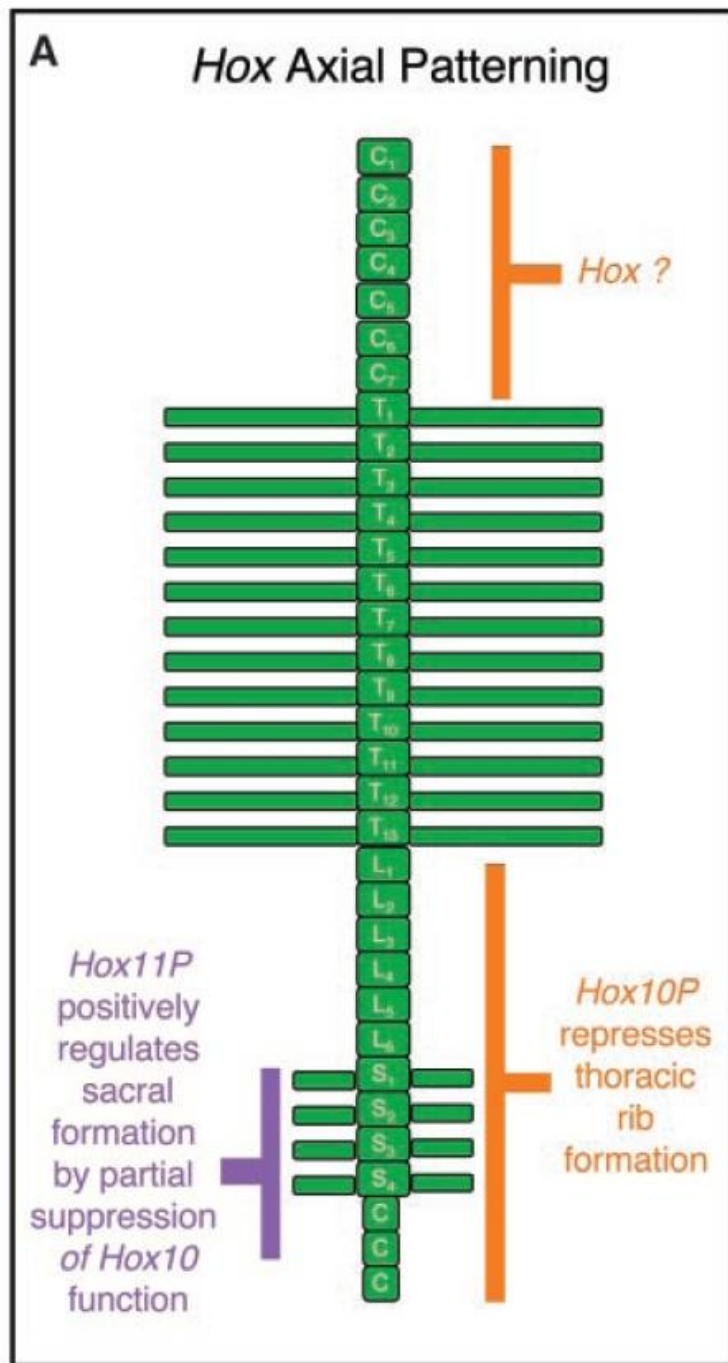 A
Hox Axial Patterning
C₁
C₂
C₃
C₄
C₅
C₆
C₇
Hox ?
T₁
T₂
T₃
T₄
T₅
T₆
T₇
T₈
T₉
T₁₀
T₁₁
T₁₂
T₁₃
L₁
L₂
L₃
L₄
L₅
L₆
S₁
S₂
S₃
S₄
C
C
C
Hox11P
positively
regulates
sacral
formation
by partial
suppression
of Hox10
function
Hox10P
represses
thoracic
rib
formation